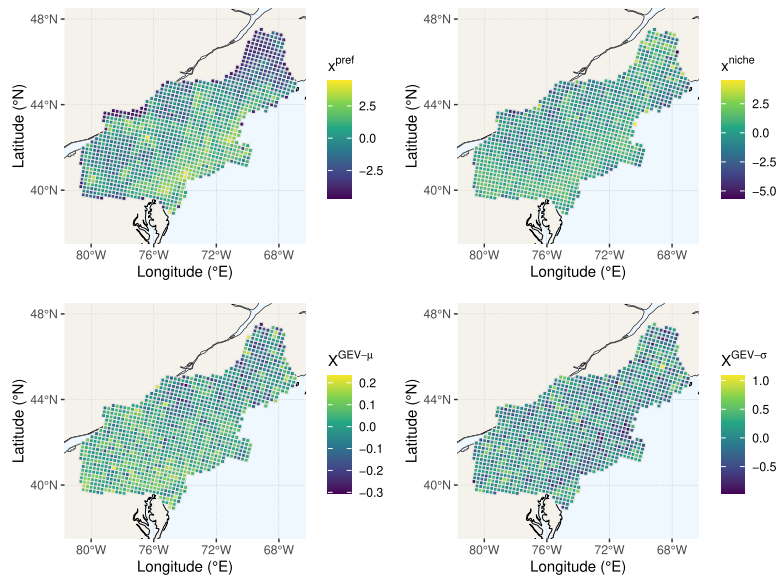 48°N
44°N
40°N
Latitude (°N)
80°W 76°W 72°W 68°W
Longitude (°E)
x^pref
2.5
0.0
−2.5
48°N
44°N
40°N
Latitude (°N)
80°W 76°W 72°W 68°W
Longitude (°E)
x^niche
2.5
0.0
−2.5
−5.0
48°N
44°N
40°N
Latitude (°N)
80°W 76°W 72°W 68°W
Longitude (°E)
X^GEV−μ
0.2
0.1
0.0
−0.1
−0.2
−0.3
48°N
44°N
40°N
Latitude (°N)
80°W 76°W 72°W 68°W
Longitude (°E)
X^GEV−σ
1.0
0.5
0.0
−0.5